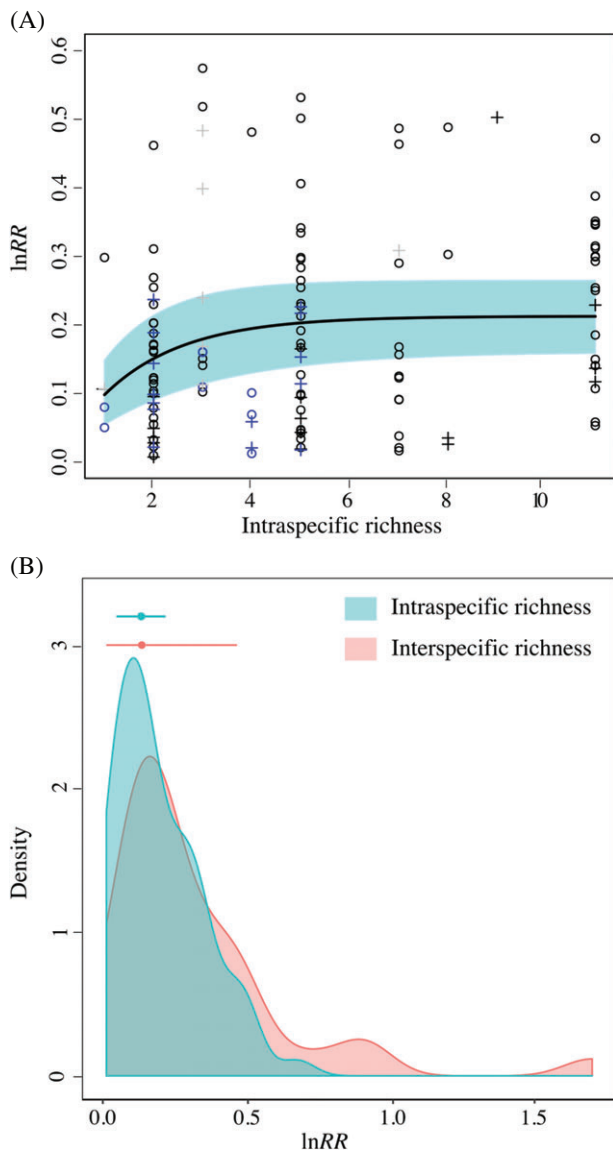 (A)
0.6
0.5
0.4
0.3
0.2
0.1
0.0
lnRR
2 4 6 8 10
Intraspecific richness
(B)
Intraspecific richness
Interspecific richness
3
2
1
0
Density
0.0 0.5 1.0 1.5
lnRR